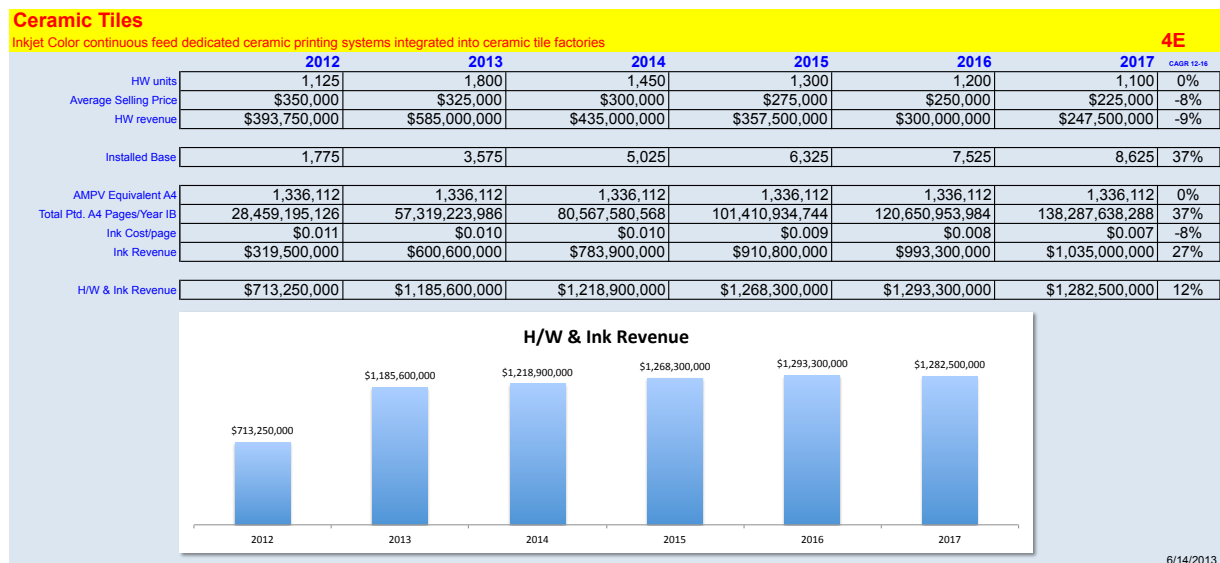 Ceramic Tiles
Inkjet Color continuous feed dedicated ceramic printing systems integrated into ceramic tile factories 4E
2012 2013 2014 2015 2016 2017 CAGR 12-16
HW units 1,125 1,800 1,450 1,300 1,200 1,100 0%
Average Selling Price $350,000 $325,000 $300,000 $275,000 $250,000 $225,000 -8%
HW revenue $393,750,000 $585,000,000 $435,000,000 $357,500,000 $300,000,000 $247,500,000 -9%
Installed Base 1,775 3,575 5,025 6,325 7,525 8,625 37%
AMPV Equivalent A4 1,336,112 1,336,112 1,336,112 1,336,112 1,336,112 1,336,112 0%
Total Ptd. A4 Pages/Year IB 28,459,195,126 57,319,223,986 80,567,580,568 101,410,934,744 120,650,953,984 138,287,638,288 37%
Ink Cost/page $0.011 $0.010 $0.010 $0.009 $0.008 $0.007 -8%
Ink Revenue $319,500,000 $600,600,000 $783,900,000 $910,800,000 $993,300,000 $1,035,000,000 27%
H/W & Ink Revenue $713,250,000 $1,185,600,000 $1,218,900,000 $1,268,300,000 $1,293,300,000 $1,282,500,000 12%
H/W & Ink Revenue
$713,250,000 $1,185,600,000 $1,218,900,000 $1,268,300,000 $1,293,300,000 $1,282,500,000
2012 2013 2014 2015 2016 2017
6/14/2013